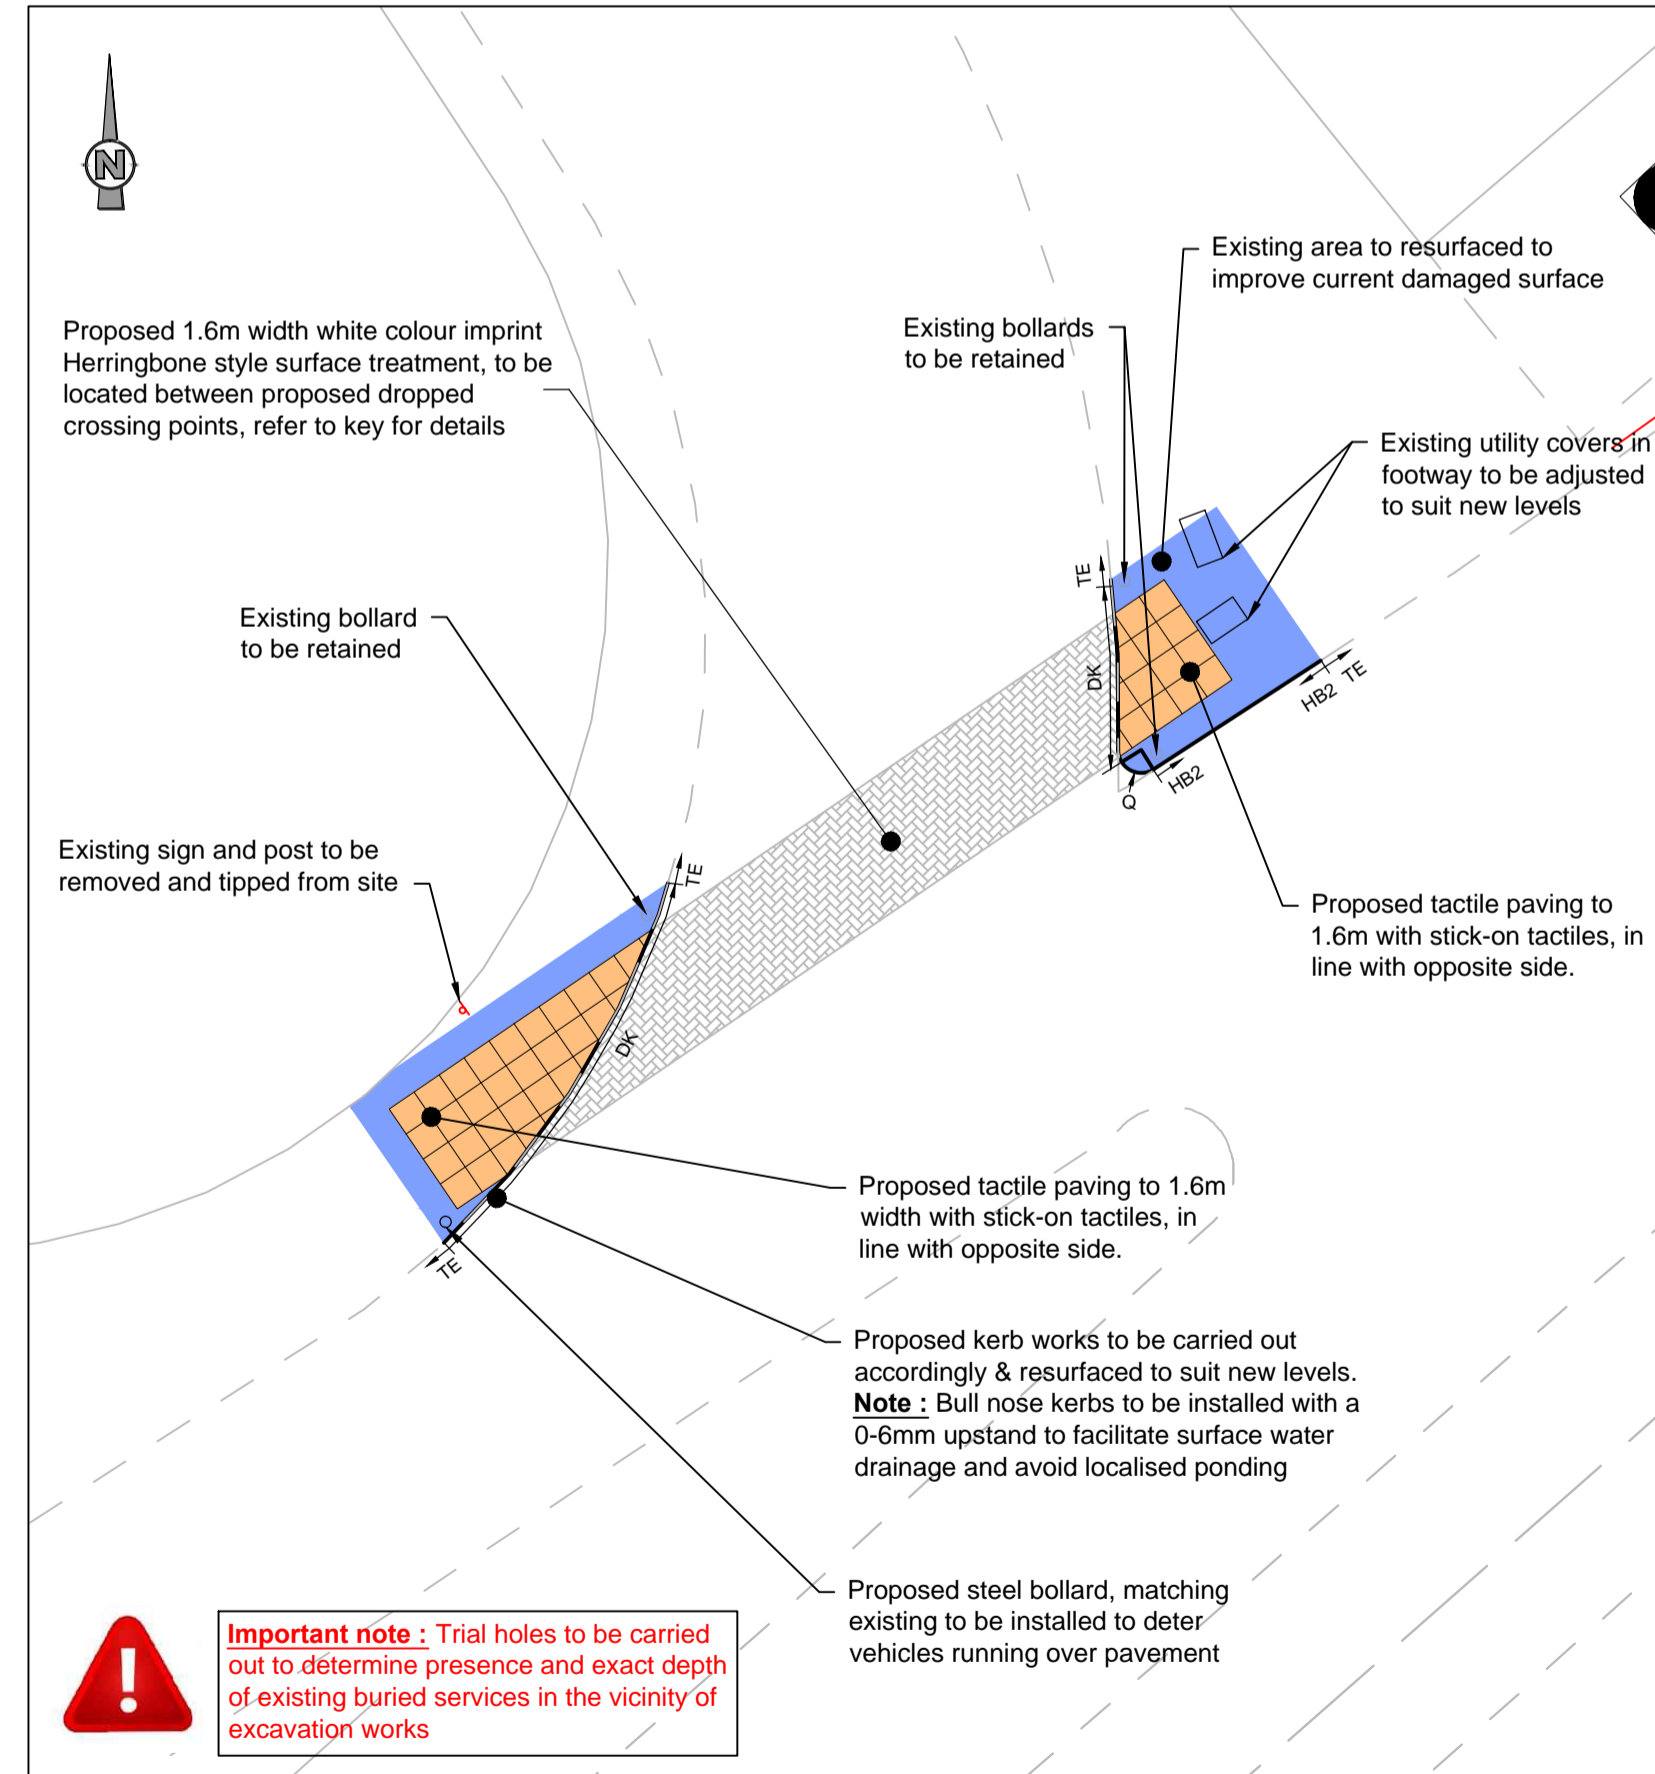 N
Existing area to resurfaced to
improve current damaged surface
Existing bollards
to be retained
Proposed 1.6m width white colour imprint
Herringbone style surface treatment, to be
located between proposed dropped
crossing points, refer to key for details
Existing utility covers in
footway to be adjusted
to suit new levels
TE
DK
HB2
TE
HB2
Q
Existing bollard
to be retained
Existing sign and post to be
removed and tipped from site
TE
DK
TE
Proposed tactile paving to
1.6m with stick-on tactiles, in
line with opposite side.
Proposed tactile paving to 1.6m
width with stick-on tactiles, in
line with opposite side.
Proposed kerb works to be carried out
accordingly & resurfaced to suit new levels.
Note : Bull nose kerbs to be installed with a
0-6mm upstand to facilitate surface water
drainage and avoid localised ponding
Proposed steel bollard, matching
existing to be installed to deter
vehicles running over pavement
!
Important note : Trial holes to be carried
out to determine presence and exact depth
of existing buried services in the vicinity of
excavation works